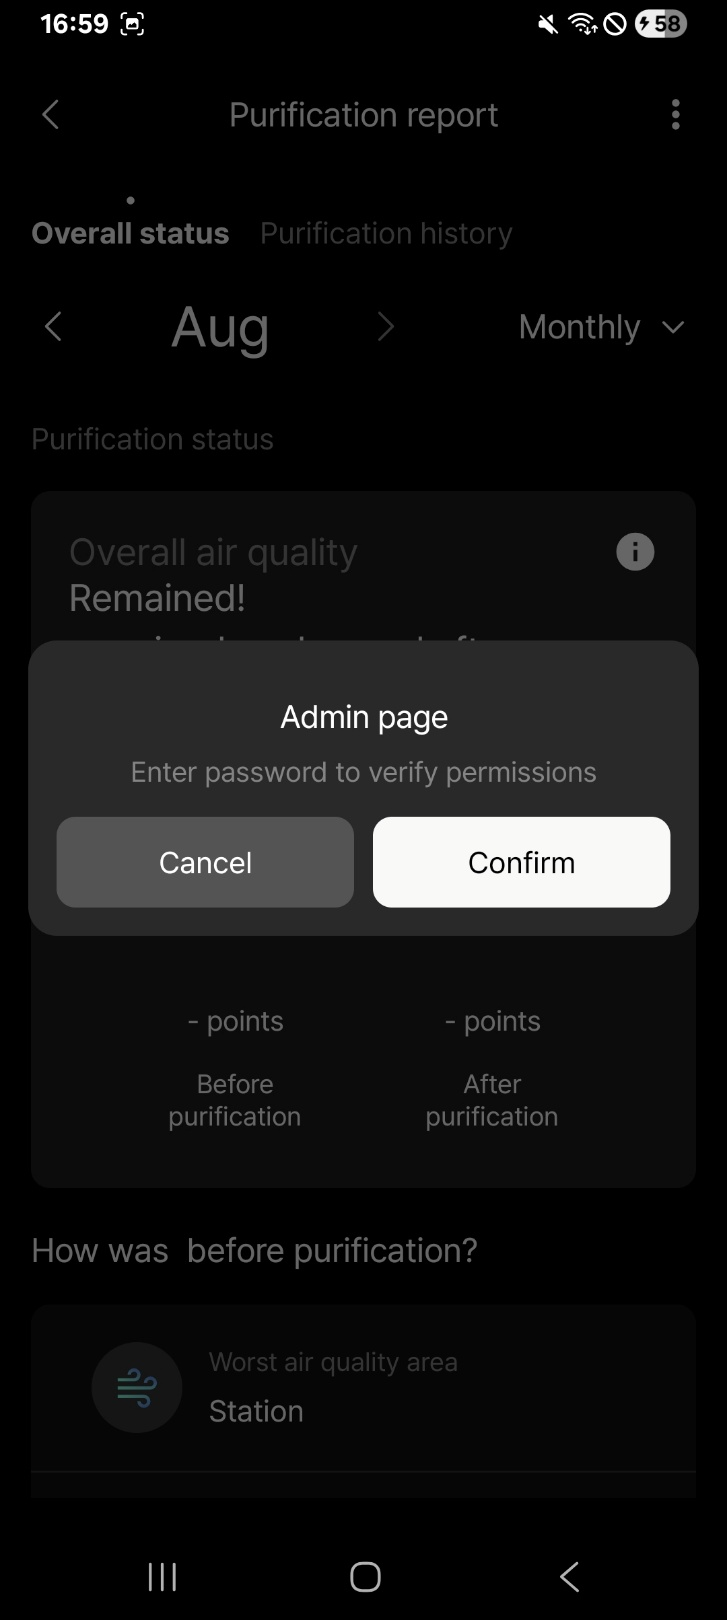 16:59
58
Purification report
Overall status
Purification history
Aug
Monthly
Purification status
Overall air quality
Remained!
Admin page
Enter password to verify permissions
Cancel
Confirm
- points
- points
Before
purification
After
purification
How was  before purification?
Worst air quality area
Station